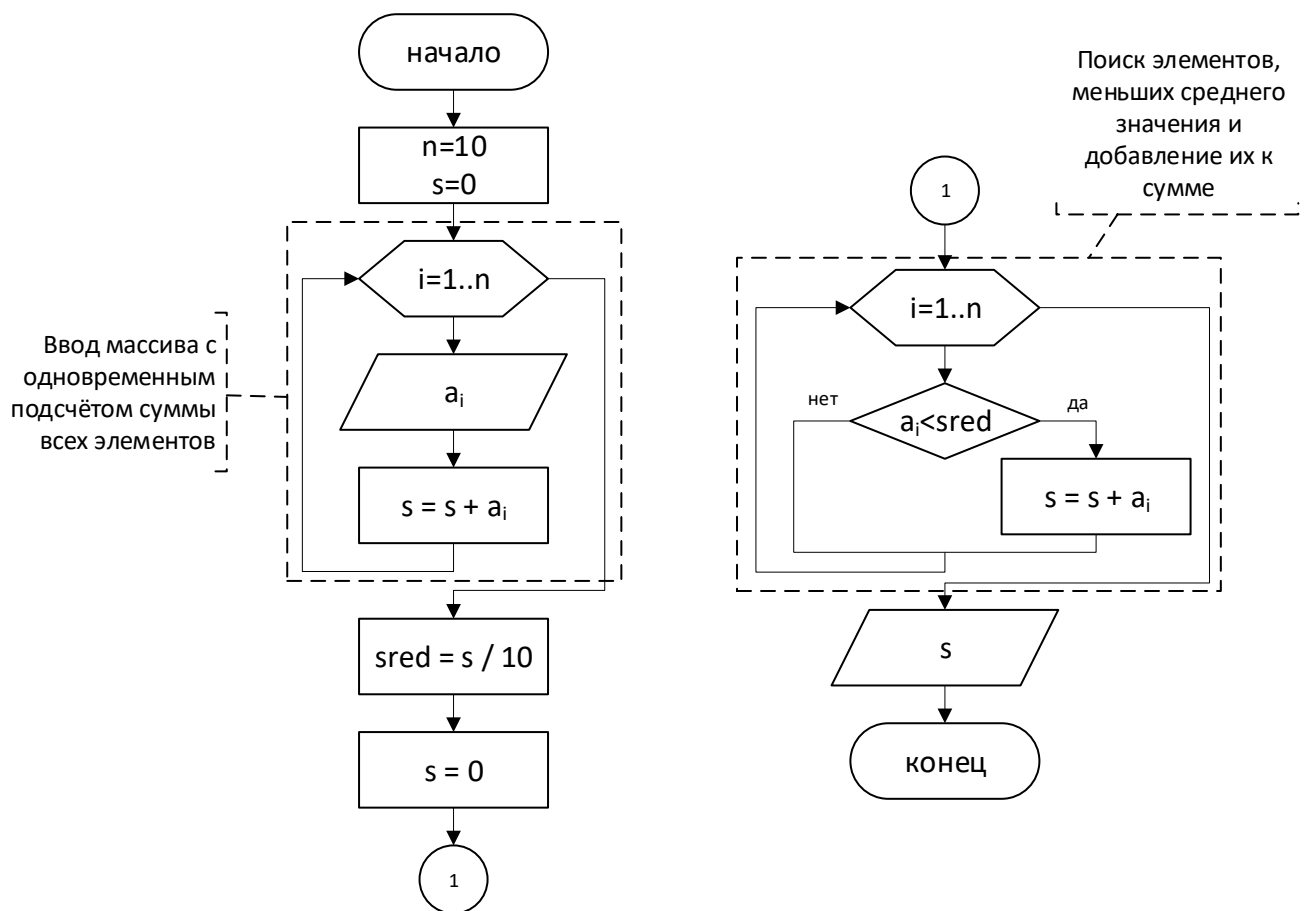 начало
n=10
s=0
i=1..n
Ввод массива с
одновременным
подсчётом суммы
всех элементов
aᵢ
s = s + aᵢ
sred = s / 10
s = 0
1
Поиск элементов,
меньших среднего
значения и
добавление их к
сумме
1
i=1..n
нет
aᵢ<sred
да
s = s + aᵢ
s
конец